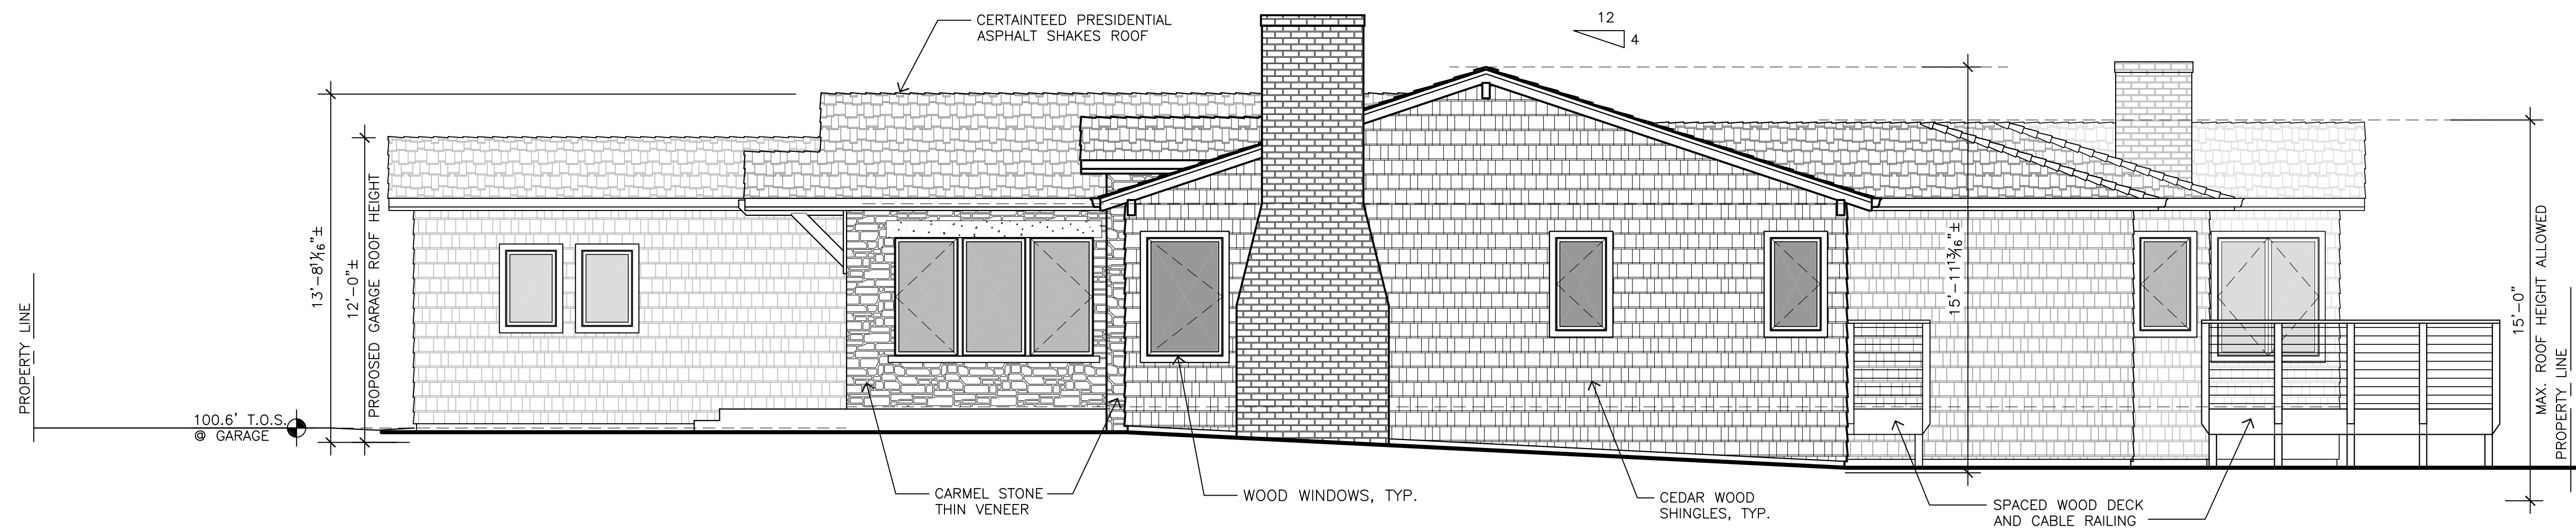 CERTAINTEED PRESIDENTIAL
ASPHALT SHAKES ROOF
12
4
13'-8 11/16"±
12'-0"±
PROPOSED GARAGE ROOF HEIGHT
PROPERTY LINE
100.6' T.O.S.
@ GARAGE
CARMEL STONE
THIN VENEER
WOOD WINDOWS, TYP.
CEDAR WOOD
SHINGLES, TYP.
15'-11 13/16"±
SPACED WOOD DECK
AND CABLE RAILING
15'-0"
MAX. ROOF HEIGHT ALLOWED
PROPERTY LINE